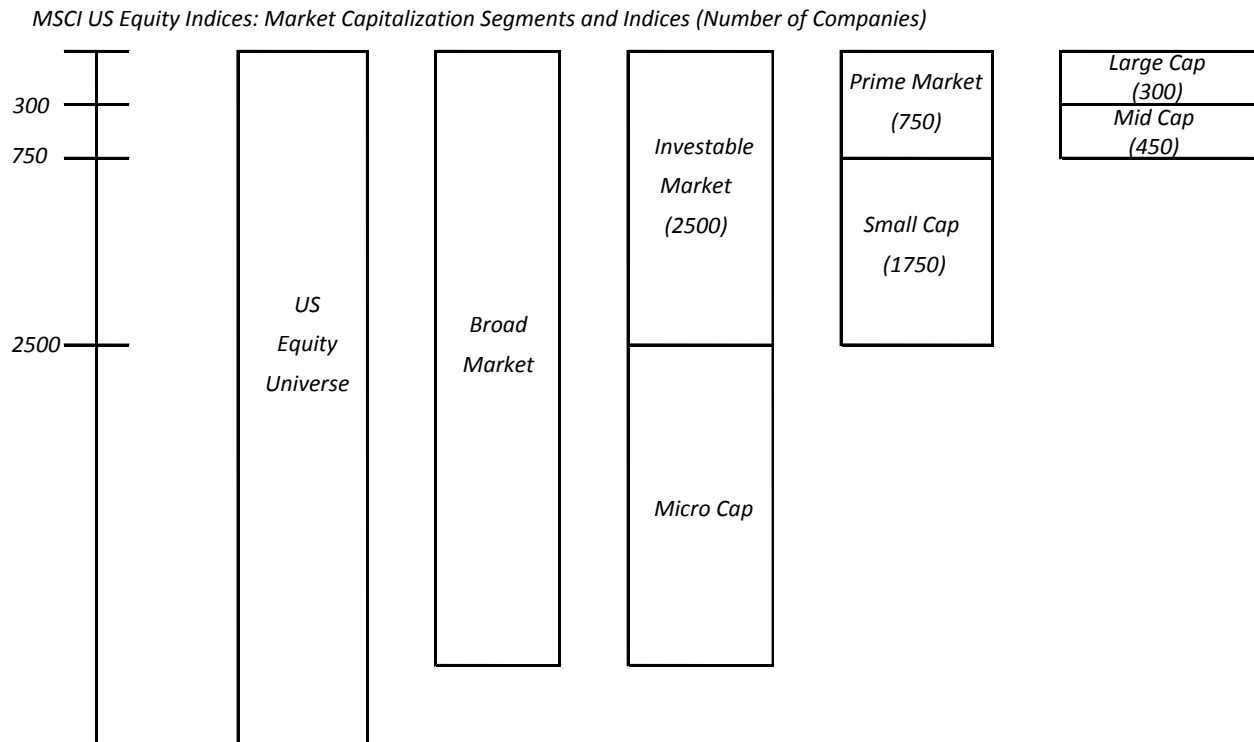 MSCI US Equity Indices: Market Capitalization Segments and Indices (Number of Companies)
300
750
2500
US
Equity
Universe
Broad
Market
Investable
Market
(2500)
Micro Cap
Prime Market
(750)
Small Cap
(1750)
Large Cap
(300)
Mid Cap
(450)